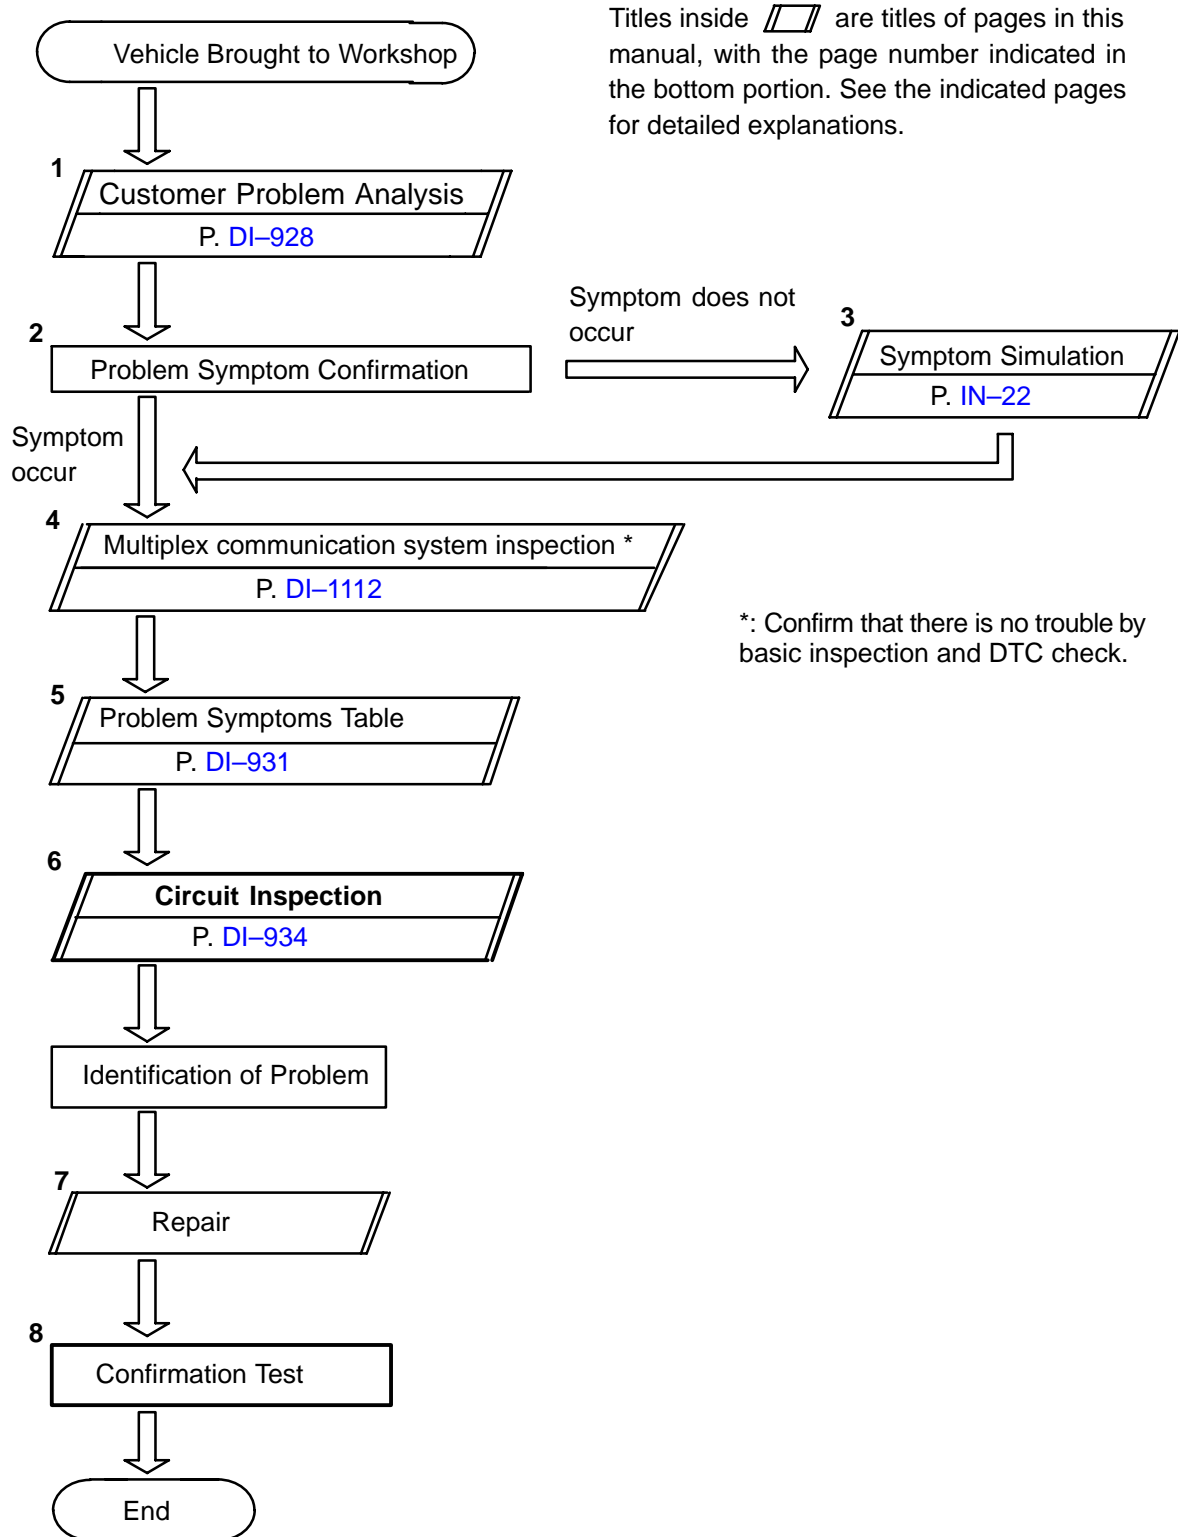 Vehicle Brought to Workshop
Titles inside are titles of pages in this
manual, with the page number indicated in
the bottom portion. See the indicated pages
for detailed explanations.
1
Customer Problem Analysis
P. DI–928
2
Problem Symptom Confirmation
Symptom does not
occur
3
Symptom Simulation
P. IN–22
Symptom
occur
4
Multiplex communication system inspection *
P. DI–1112
*: Confirm that there is no trouble by
basic inspection and DTC check.
5
Problem Symptoms Table
P. DI–931
6
Circuit Inspection
P. DI–934
Identification of Problem
7
Repair
8
Confirmation Test
End